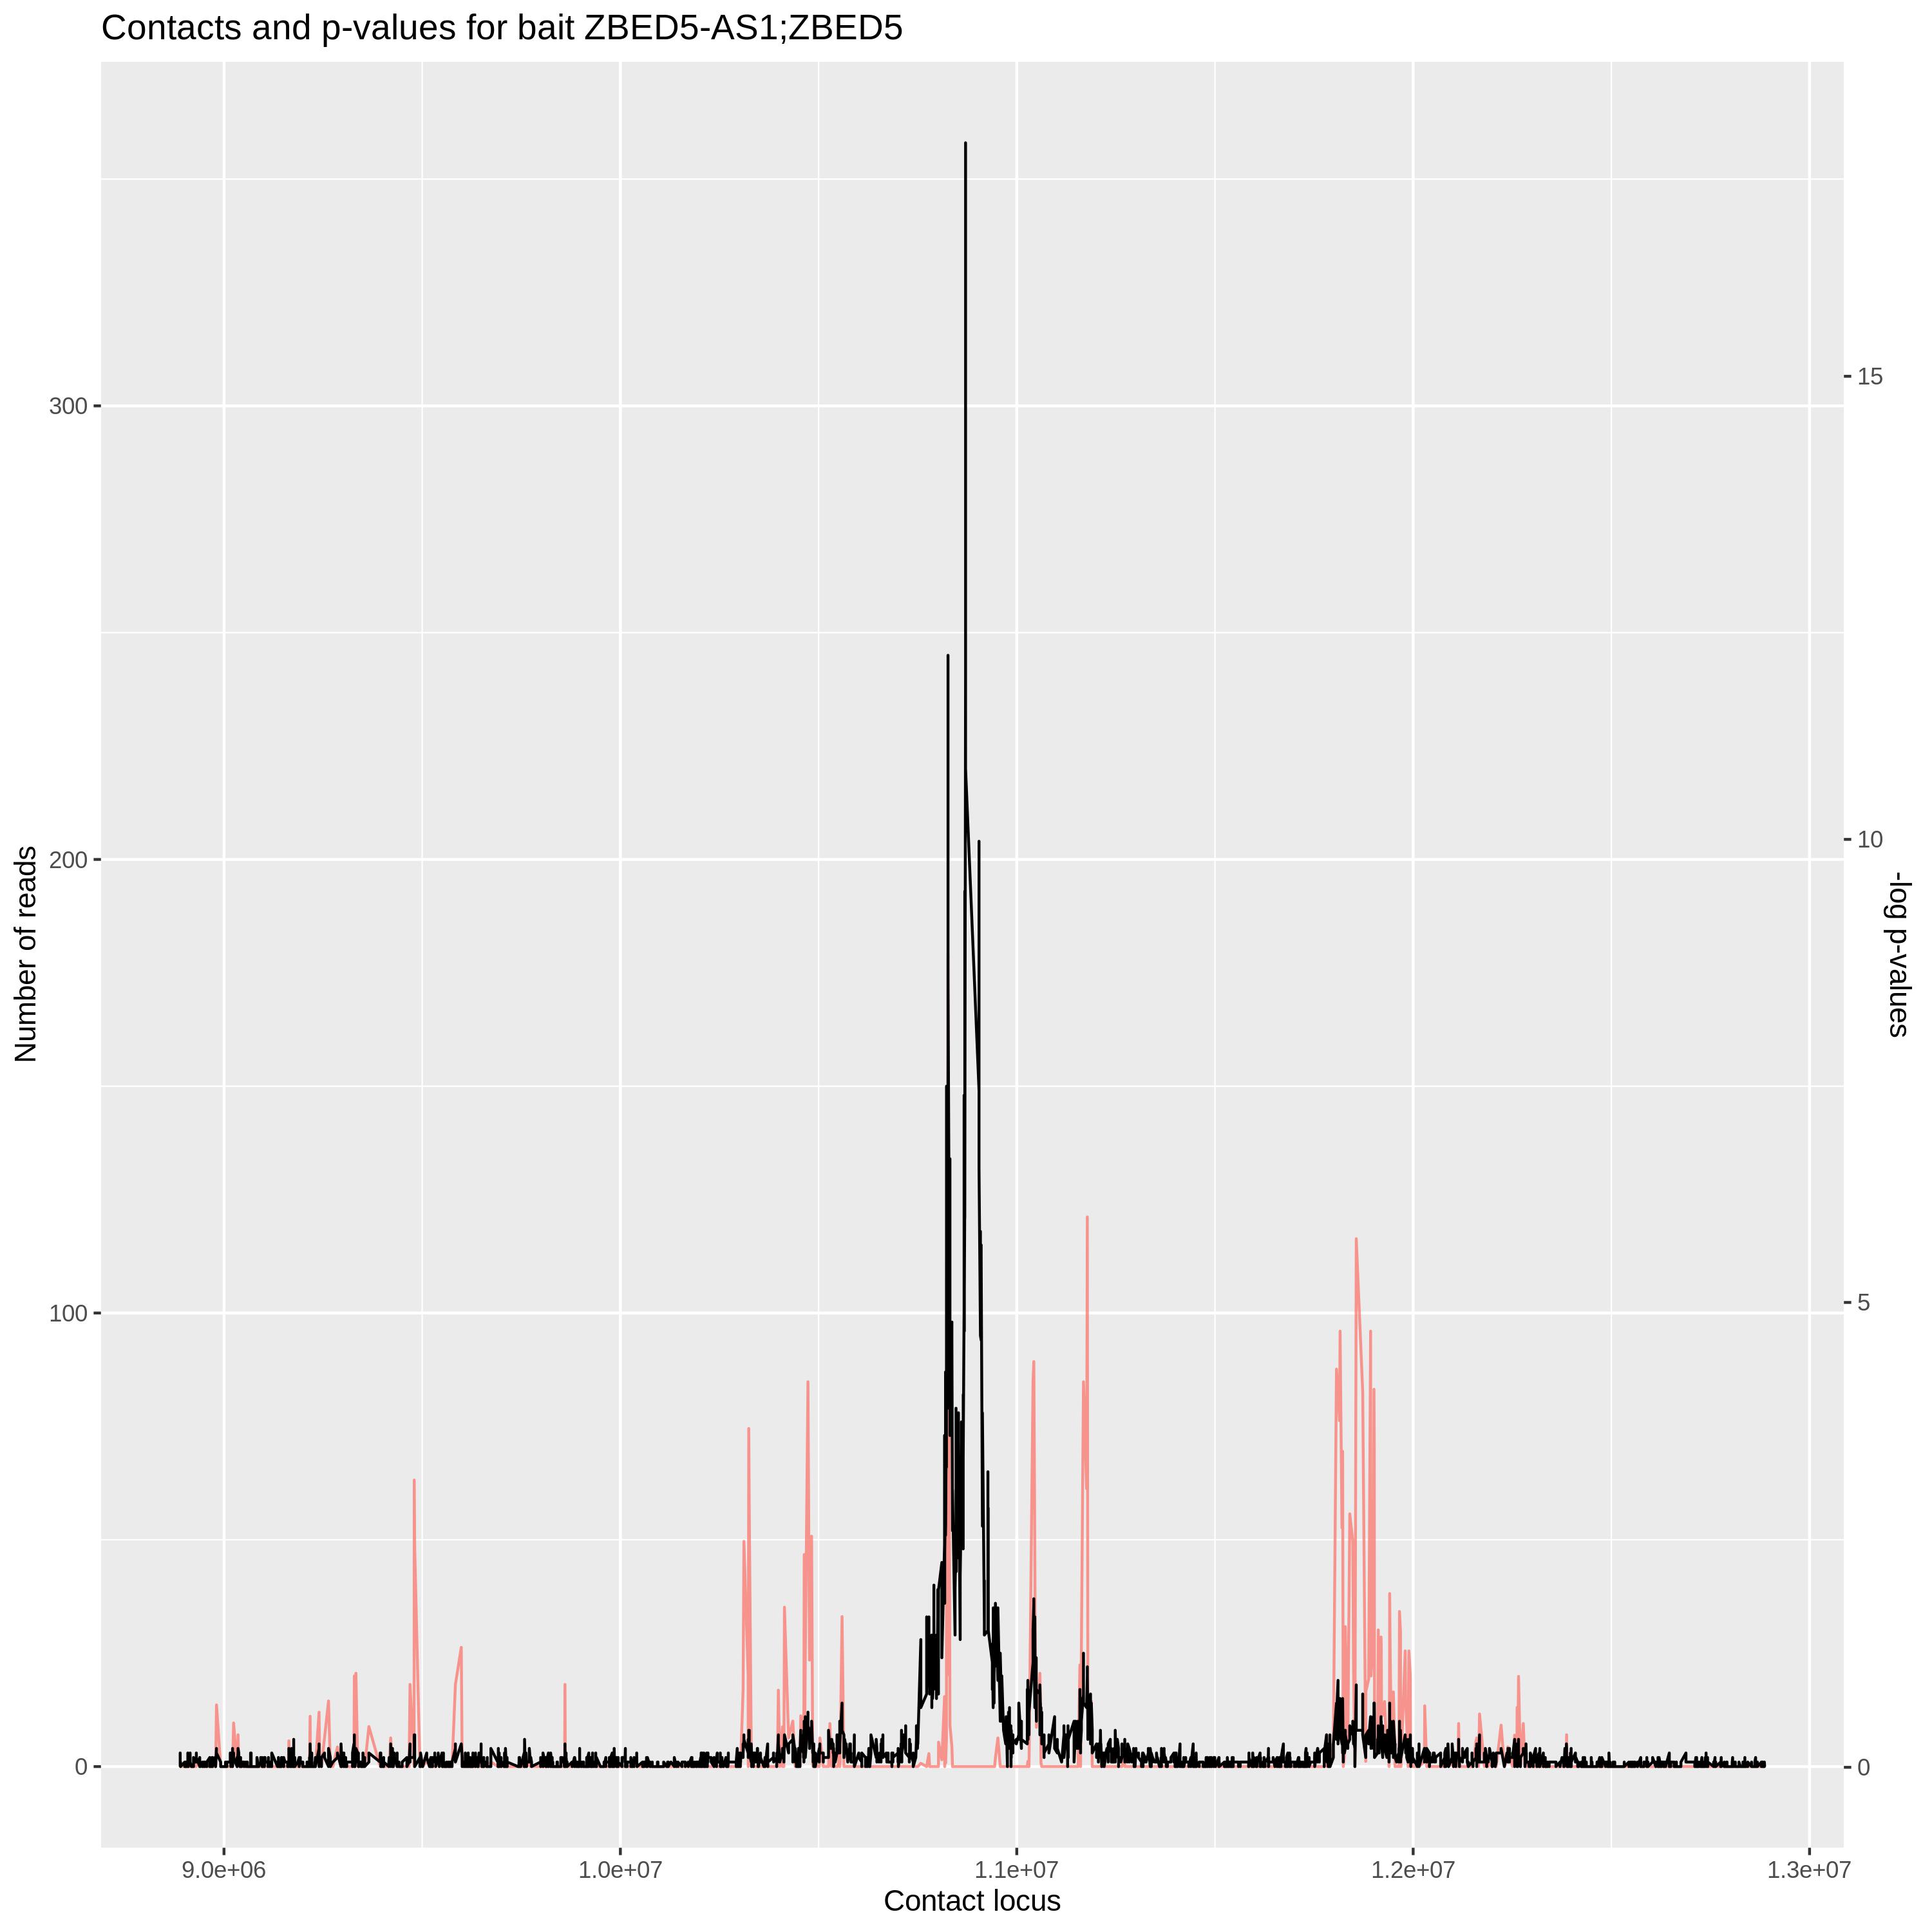 Contacts and p-values for bait ZBED5-AS1;ZBED5
Number of reads
300
200
100
0
15
10
5
0
-log p-values
9.0e+06
1.0e+07
1.1e+07
1.2e+07
1.3e+07
Contact locus